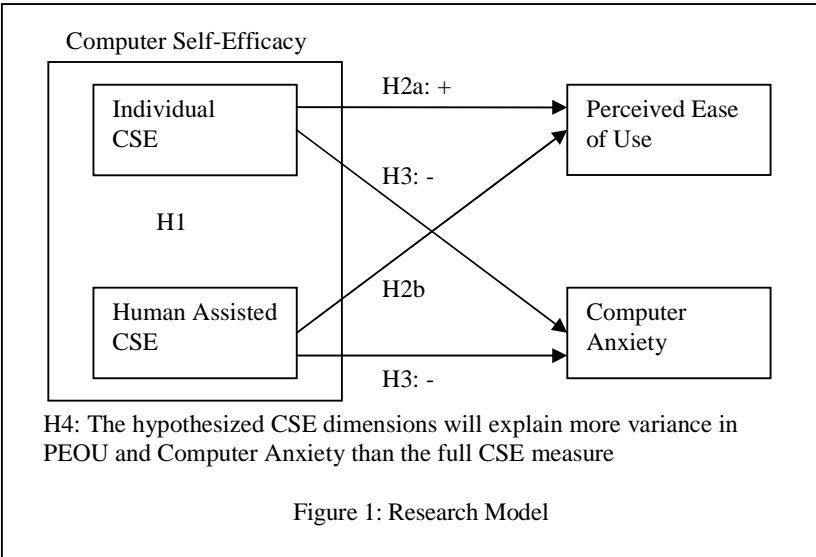 Computer Self-Efficacy
Individual
CSE
H2a: +
Perceived Ease
of Use
H3: -
H1
Human Assisted
CSE
H2b
Computer
Anxiety
H3: -
H4: The hypothesized CSE dimensions will explain more variance in
PEOU and Computer Anxiety than the full CSE measure
Figure 1: Research Model